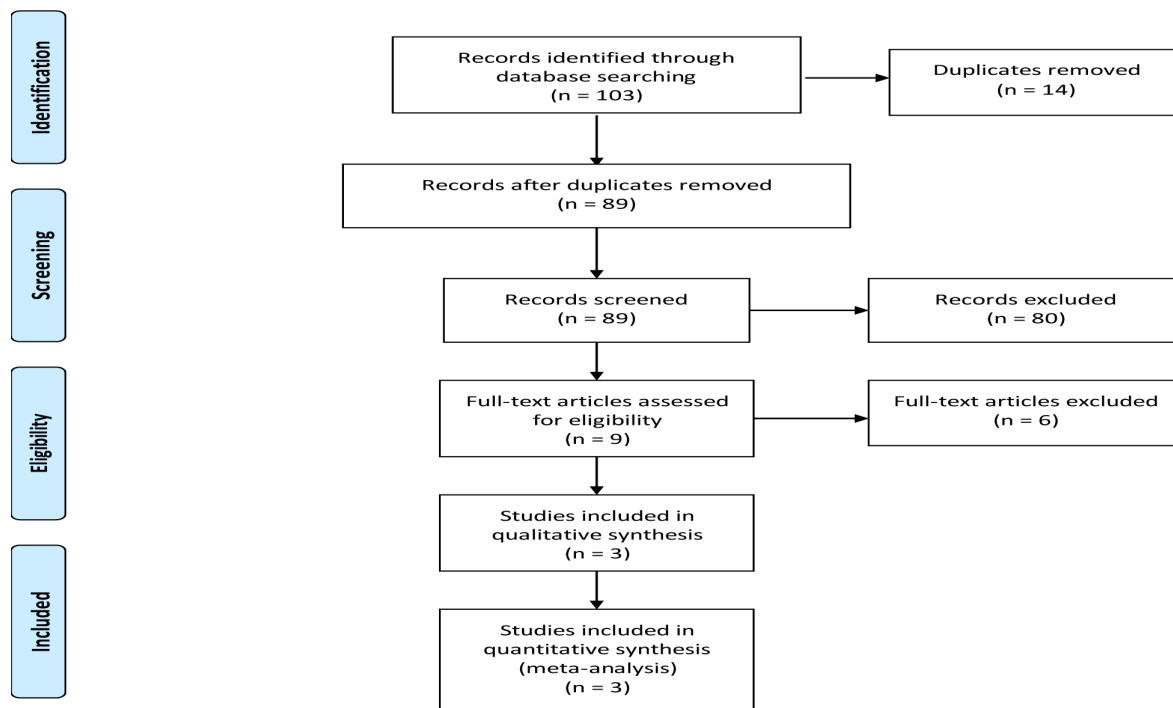 Identification
Records identified through
database searching
(n = 103)
Duplicates removed
(n = 14)
Records after duplicates removed
(n = 89)
Screening
Records screened
(n = 89)
Records excluded
(n = 80)
Eligibility
Full-text articles assessed
for eligibility
(n = 9)
Full-text articles excluded
(n = 6)
Studies included in
qualitative synthesis
(n = 3)
Included
Studies included in
quantitative synthesis
(meta-analysis)
(n = 3)